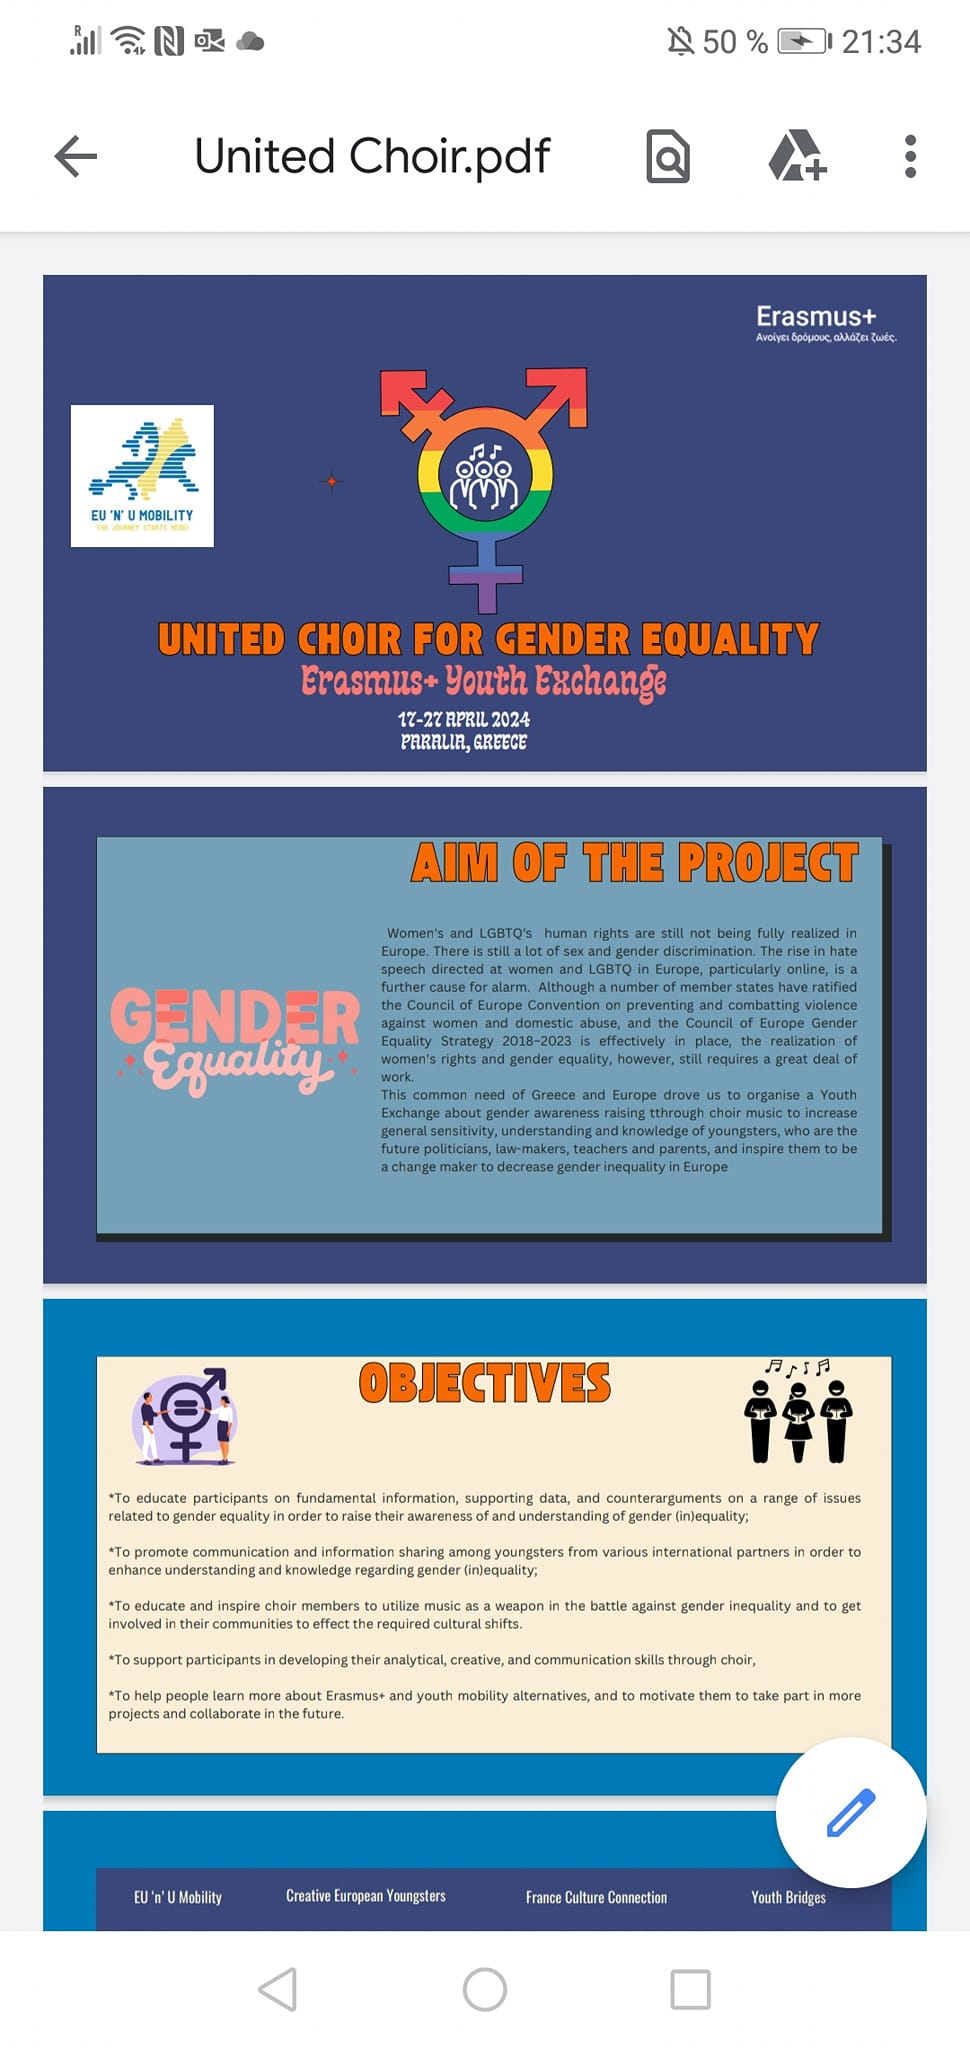 R
50 %
21:34
United Choir.pdf
Erasmus+
Ανοίγει δρόμους, αλλάζει ζωές.
EU 'N' U MOBILITY
THE JOURNEY STARTS HERE!
UNITED CHOIR FOR GENDER EQUALITY
Erasmus+ Youth Exchange
17-27 APRIL 2024
PARALIA, GREECE
AIM OF THE PROJECT
GENDER
Equality
Women's and LGBTQ's human rights are still not being fully realized in
Europe. There is still a lot of sex and gender discrimination. The rise in hate
speech directed at women and LGBTQ in Europe, particularly online, is a
further cause for alarm. Although a number of member states have ratified
the Council of Europe Convention on preventing and combatting violence
against women and domestic abuse, and the Council of Europe Gender
Equality Strategy 2018–2023 is effectively in place, the realization of
women's rights and gender equality, however, still requires a great deal of
work.
This common need of Greece and Europe drove us to organise a Youth
Exchange about gender awareness raising tthrough choir music to increase
general sensitivity, understanding and knowledge of youngsters, who are the
future politicians, law-makers, teachers and parents, and inspire them to be
a change maker to decrease gender inequality in Europe
OBJECTIVES
*To educate participants on fundamental information, supporting data, and counterarguments on a range of issues
related to gender equality in order to raise their awareness of and understanding of gender (in)equality;
*To promote communication and information sharing among youngsters from various international partners in order to
enhance understanding and knowledge regarding gender (in)equality;
*To educate and inspire choir members to utilize music as a weapon in the battle against gender inequality and to get
involved in their communities to effect the required cultural shifts.
*To support participants in developing their analytical, creative, and communication skills through choir,
*To help people learn more about Erasmus+ and youth mobility alternatives, and to motivate them to take part in more
projects and collaborate in the future.
EU 'n' U Mobility
Creative European Youngsters
France Culture Connection
Youth Bridges